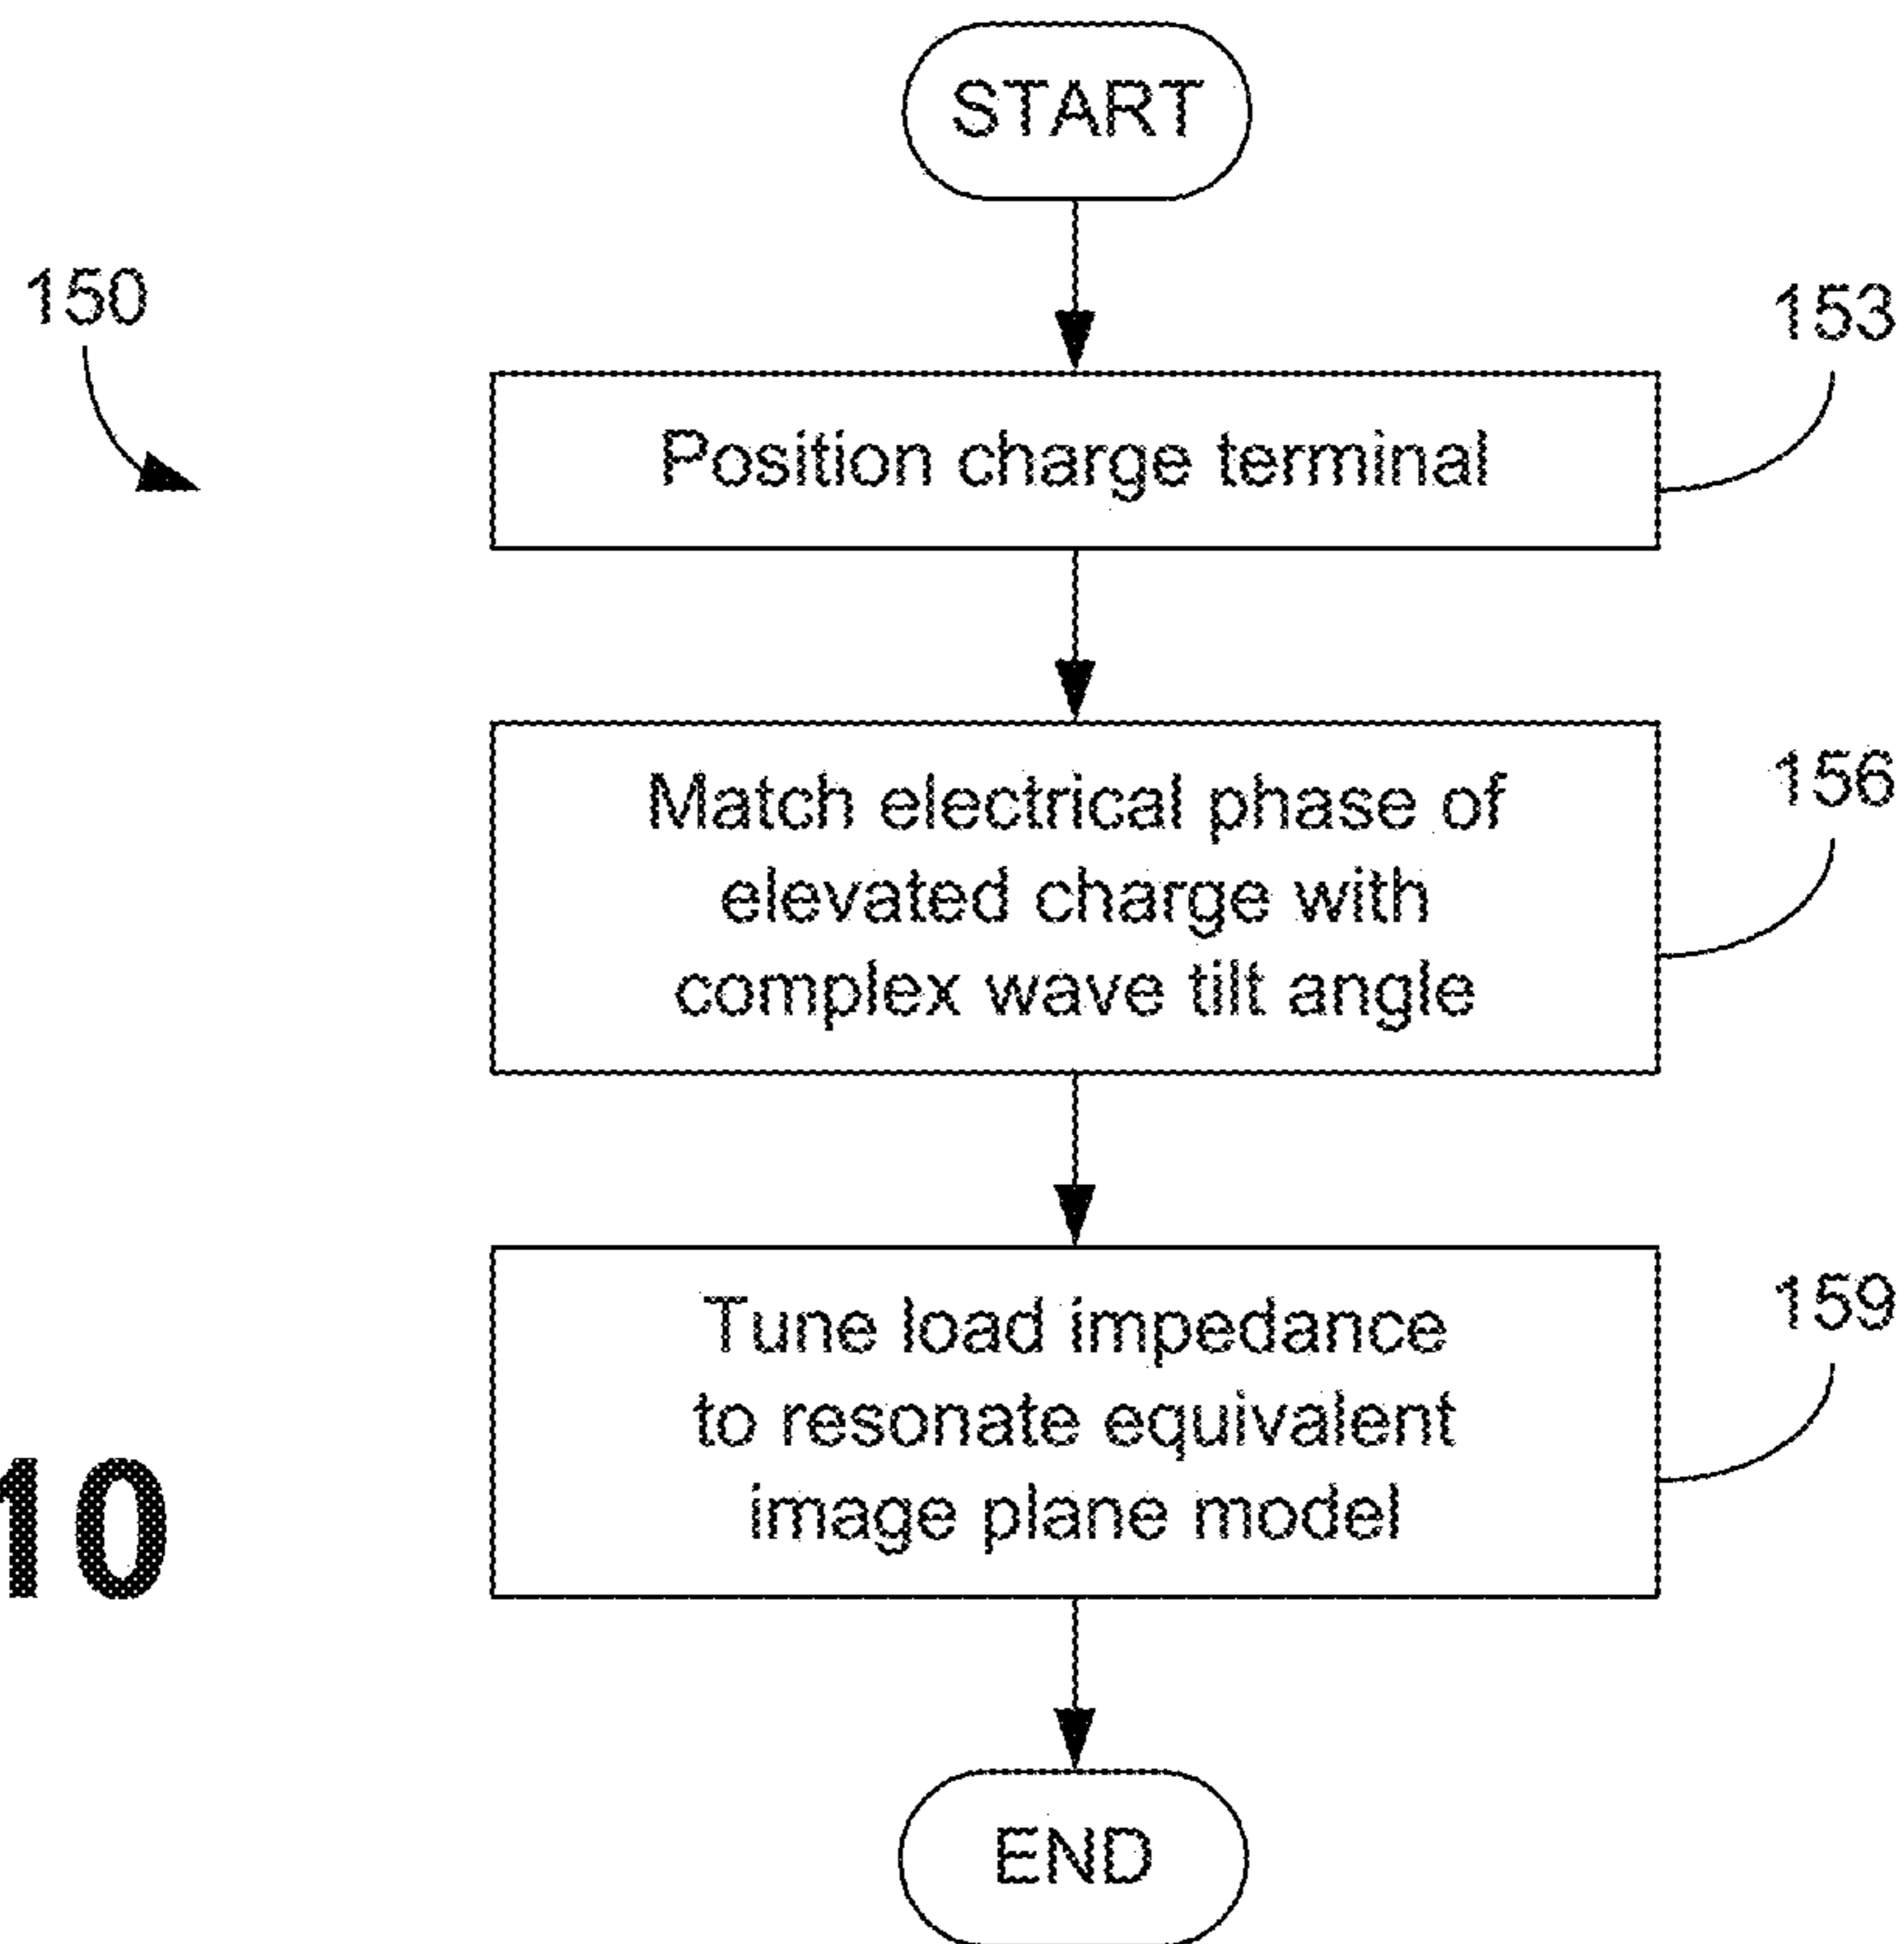 START
150
153
Position charge terminal
156
Match electrical phase of
elevated charge with
complex wave tilt angle
159
Tune load impedance
to resonate equivalent
image plane model
10
END